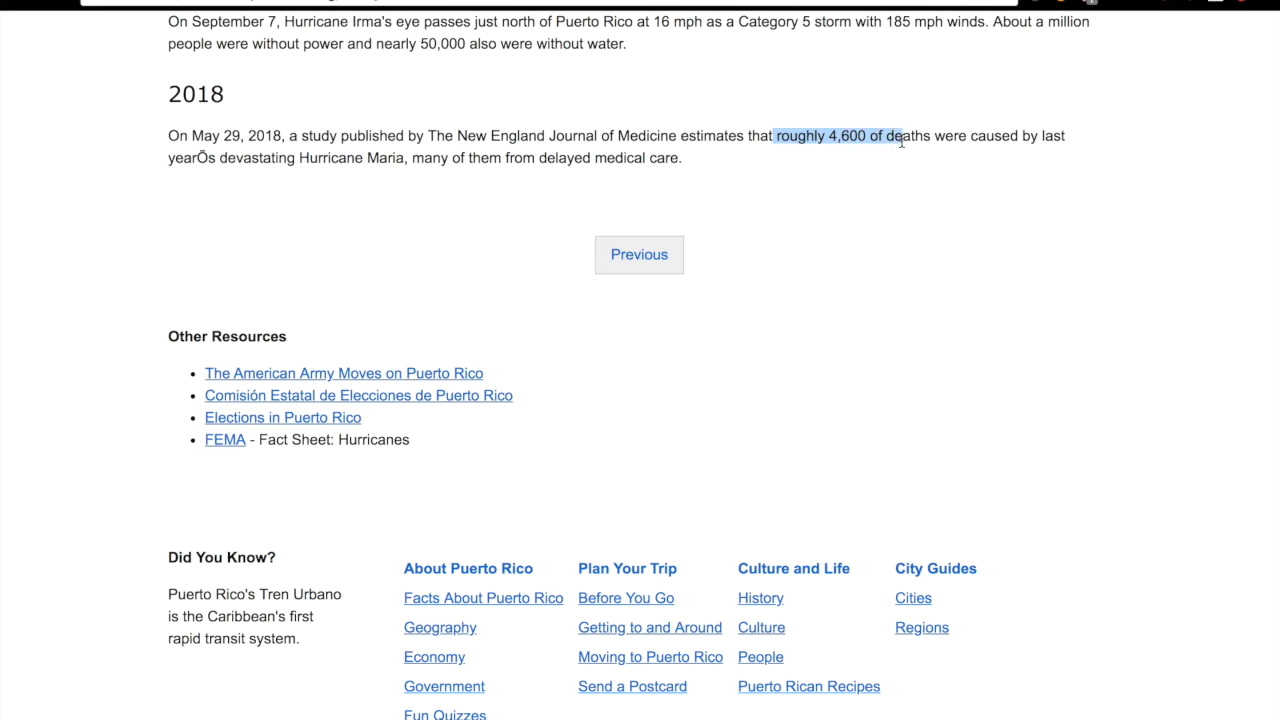 On September 7, Hurricane Irma's eye passes just north of Puerto Rico at 16 mph as a Category 5 storm with 185 mph winds. About a million
people were without power and nearly 50,000 also were without water.
2018
On May 29, 2018, a study published by The New England Journal of Medicine estimates that roughly 4,600 of deaths were caused by last
yearÕs devastating Hurricane Maria, many of them from delayed medical care.
Previous
Other Resources
The American Army Moves on Puerto Rico
Comisión Estatal de Elecciones de Puerto Rico
Elections in Puerto Rico
FEMA - Fact Sheet: Hurricanes
Did You Know?
Puerto Rico's Tren Urbano
is the Caribbean's first
rapid transit system.
About Puerto Rico
Facts About Puerto Rico
Geography
Economy
Government
Fun Quizzes
Plan Your Trip
Before You Go
Getting to and Around
Moving to Puerto Rico
Send a Postcard
Culture and Life
History
Culture
People
Puerto Rican Recipes
City Guides
Cities
Regions